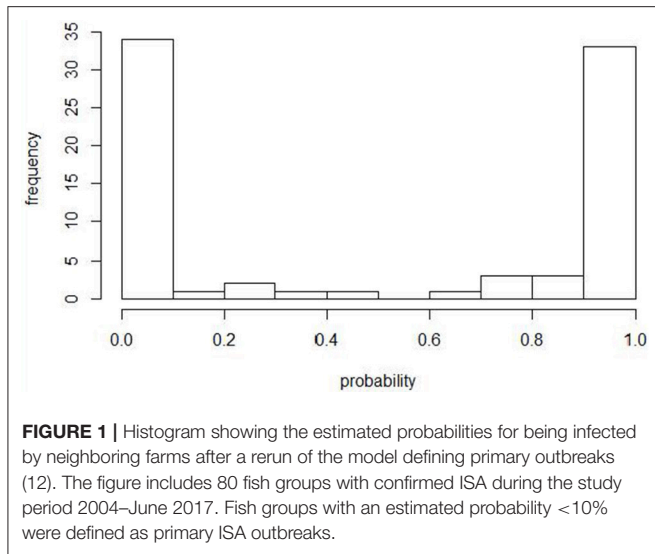 35
30
25
20
15
10
5
0
frequency
0.0 0.2 0.4 0.6 0.8 1.0
probability
FIGURE 1 | Histogram showing the estimated probabilities for being infected
by neighboring farms after a rerun of the model defining primary outbreaks
(12). The figure includes 80 fish groups with confirmed ISA during the study
period 2004–June 2017. Fish groups with an estimated probability <10%
were defined as primary ISA outbreaks.